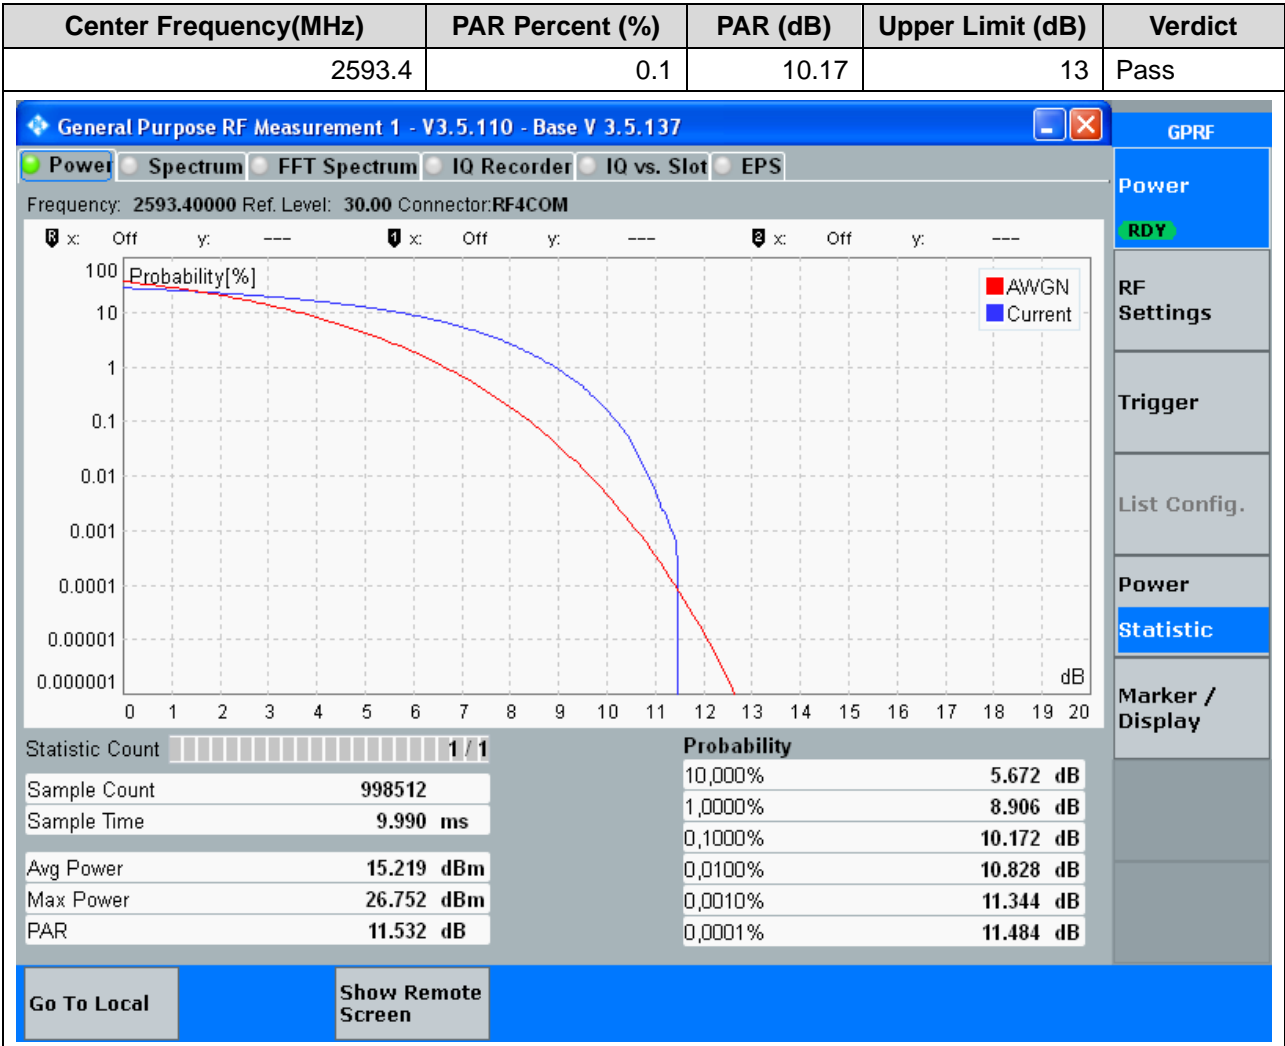 Center Frequency(MHz) PAR Percent (%) PAR (dB) Upper Limit (dB) Verdict
2593.4 0.1 10.17 13 Pass
General Purpose RF Measurement 1 - V3.5.110 - Base V 3.5.137
GPRF
Power Spectrum FFT Spectrum IQ Recorder IQ vs. Slot EPS
Frequency: 2593.40000 Ref. Level: 30.00 Connector:RF4COM
R x: Off y: --- 1 x: Off y: --- 2 x: Off y: ---
Probability[%]
AWGN
Current
100
10
1
0.1
0.01
0.001
0.0001
0.00001
0.000001
dB
0 1 2 3 4 5 6 7 8 9 10 11 12 13 14 15 16 17 18 19 20
Statistic Count 1 / 1
Sample Count 998512
Sample Time 9.990 ms
Avg Power 15.219 dBm
Max Power 26.752 dBm
PAR 11.532 dB
Probability
10,000% 5.672 dB
1,0000% 8.906 dB
0,1000% 10.172 dB
0,0100% 10.828 dB
0,0010% 11.344 dB
0,0001% 11.484 dB
Power
RDY
RF
Settings
Trigger
List Config.
Power
Statistic
Marker /
Display
Go To Local
Show Remote
Screen